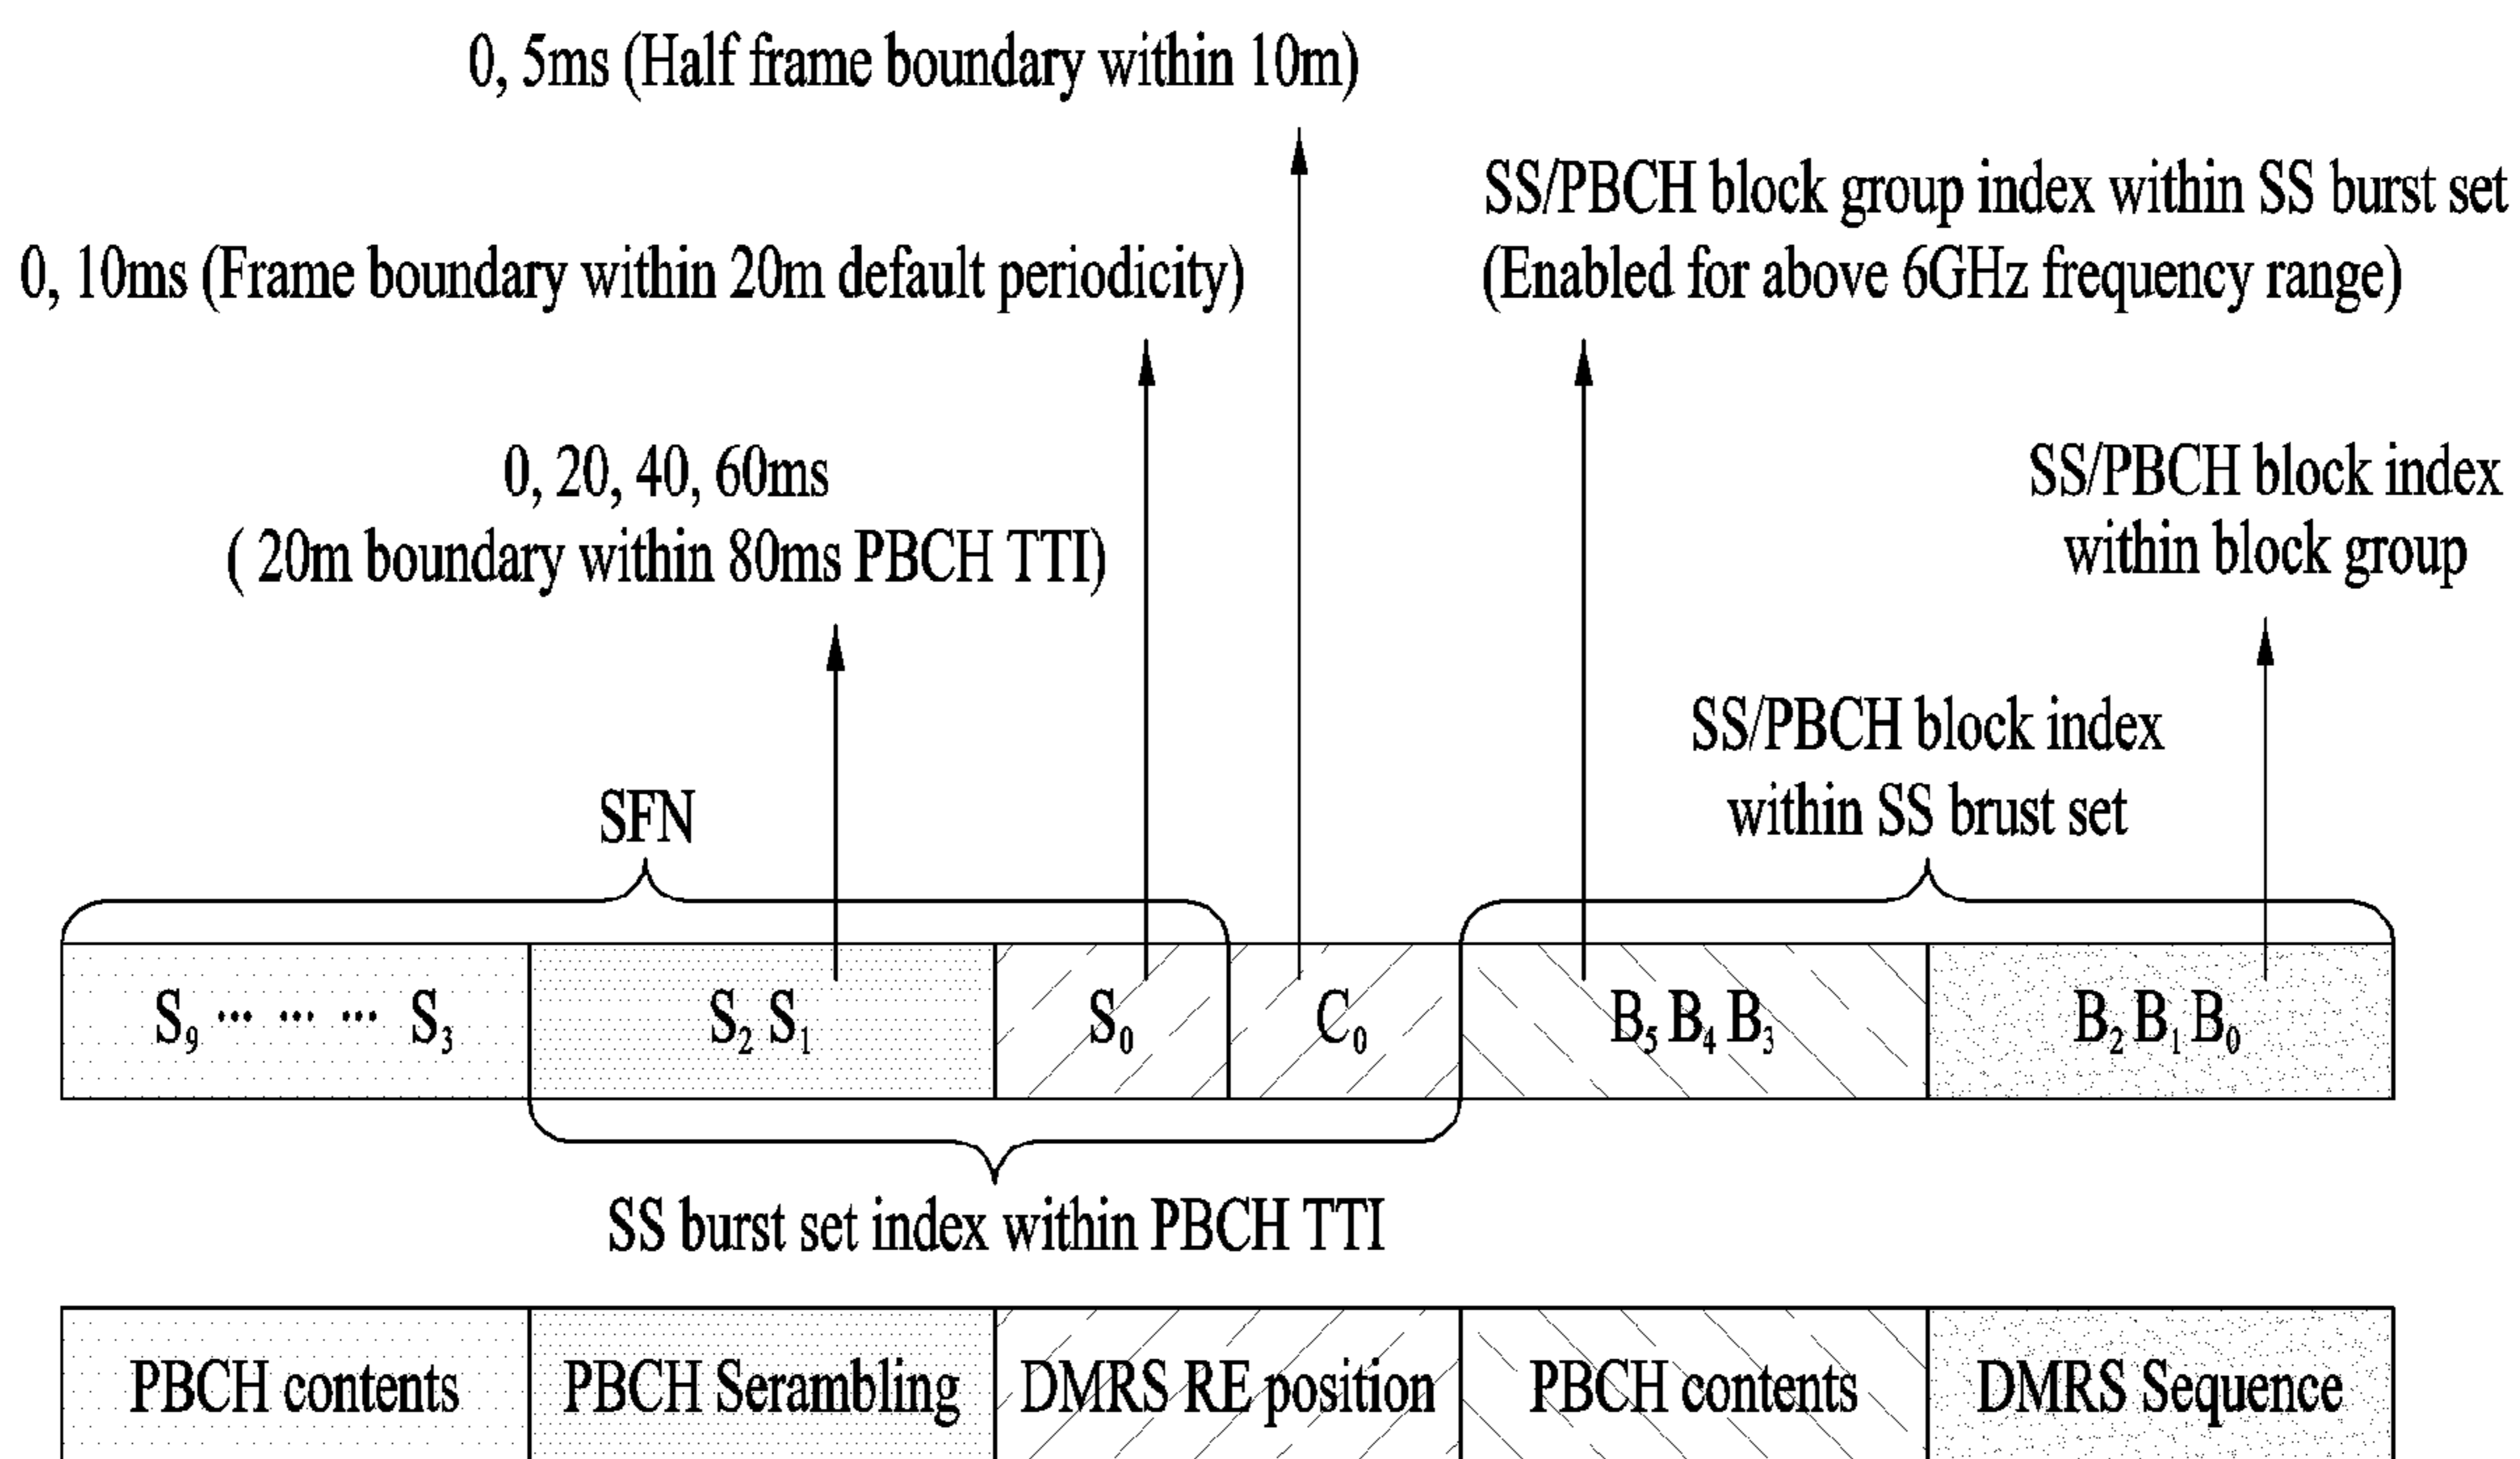 0, 5ms (Half frame boundary within 10m)
SS/PBCH block group index within SS burst set
(Enabled for above 6GHz frequency range)
0, 10ms (Frame boundary within 20m default periodicity)
0, 20, 40, 60ms
( 20m boundary within 80ms PBCH TTI)
SS/PBCH block index
within block group
SS/PBCH block index
within SS brust set
SFN
S₉ ··· ··· ··· S₃ S₂ S₁ S₀ C₀ B₅ B₄ B₃ B₂ B₁ B₀
SS burst set index within PBCH TTI
PBCH contents PBCH Serambling DMRS RE position PBCH contents DMRS Sequence